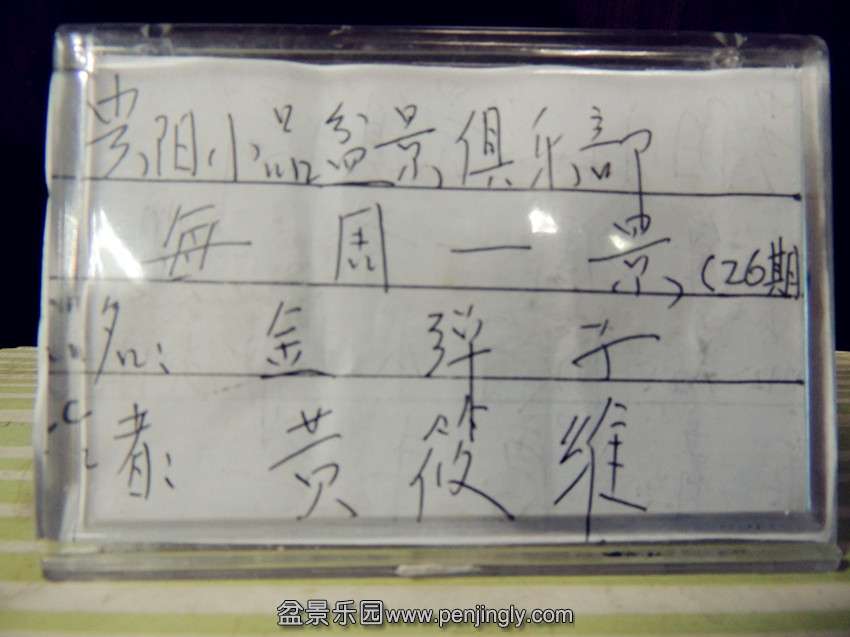 贵阳小品盆景俱乐部
每周一景(26期
名：金弹子
者：黄筱维
盆景乐园www.penjingly.com